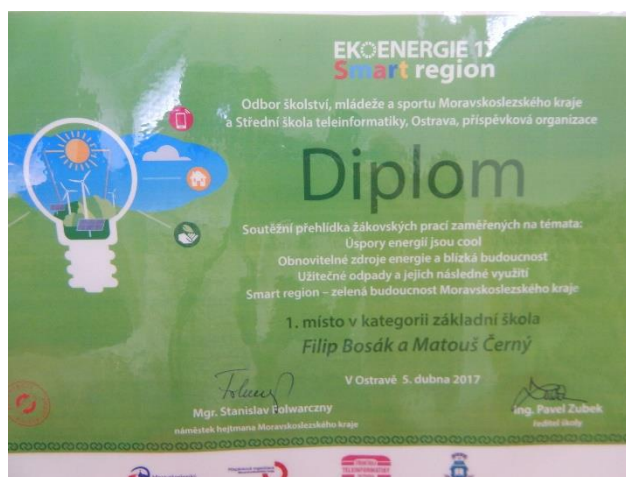 EKOENERGIE 17
Smart region
Odbor školství, mládeže a sportu Moravskoslezského kraje
a Střední škola teleinformatiky, Ostrava, příspěvková organizace
Diplom
Soutěžní přehlídka žákovských prací zaměřených na témata:
Úspory energií jsou cool
Obnovitelné zdroje energie a blízká budoucnost
Užitečné odpady a jejich následné využití
Smart region – zelená budoucnost Moravskoslezského kraje
1. místo v kategorii základní škola
Filip Bosák a Matouš Černý
V Ostravě 5. dubna 2017
Mgr. Stanislav Folwarczny
náměstek hejtmana Moravskoslezského kraje
Ing. Pavel Zubek
ředitel školy
TELEINFORMATIKY